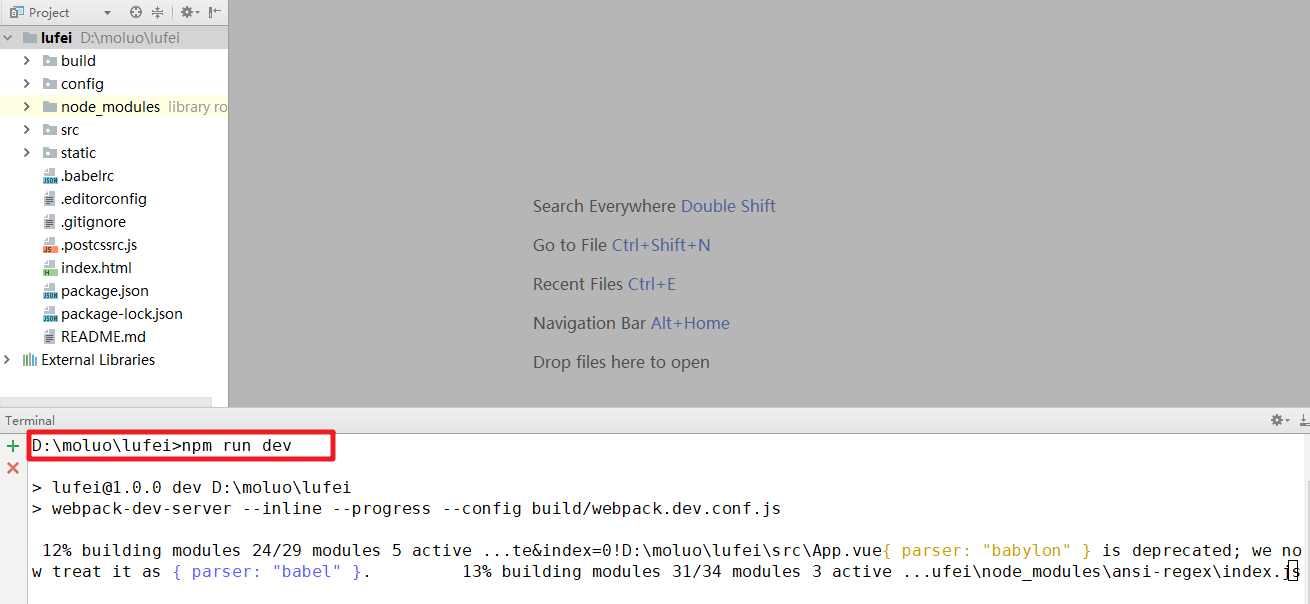 Project
lufei D:\moluo\lufei
build
config
node_modules library ro
src
static
.babelrc
.editorconfig
.gitignore
.postcssrc.js
index.html
package.json
package-lock.json
README.md
External Libraries
Search Everywhere Double Shift
Go to File Ctrl+Shift+N
Recent Files Ctrl+E
Navigation Bar Alt+Home
Drop files here to open
Terminal
D:\moluo\lufei>npm run dev
> lufei@1.0.0 dev D:\moluo\lufei
> webpack-dev-server --inline --progress --config build/webpack.dev.conf.js
12% building modules 24/29 modules 5 active ...te&index=0!D:\moluo\lufei\src\App.vue{ parser: "babylon" } is deprecated; we no
w treat it as { parser: "babel" }. 13% building modules 31/34 modules 3 active ...ufei\node_modules\ansi-regex\index.js